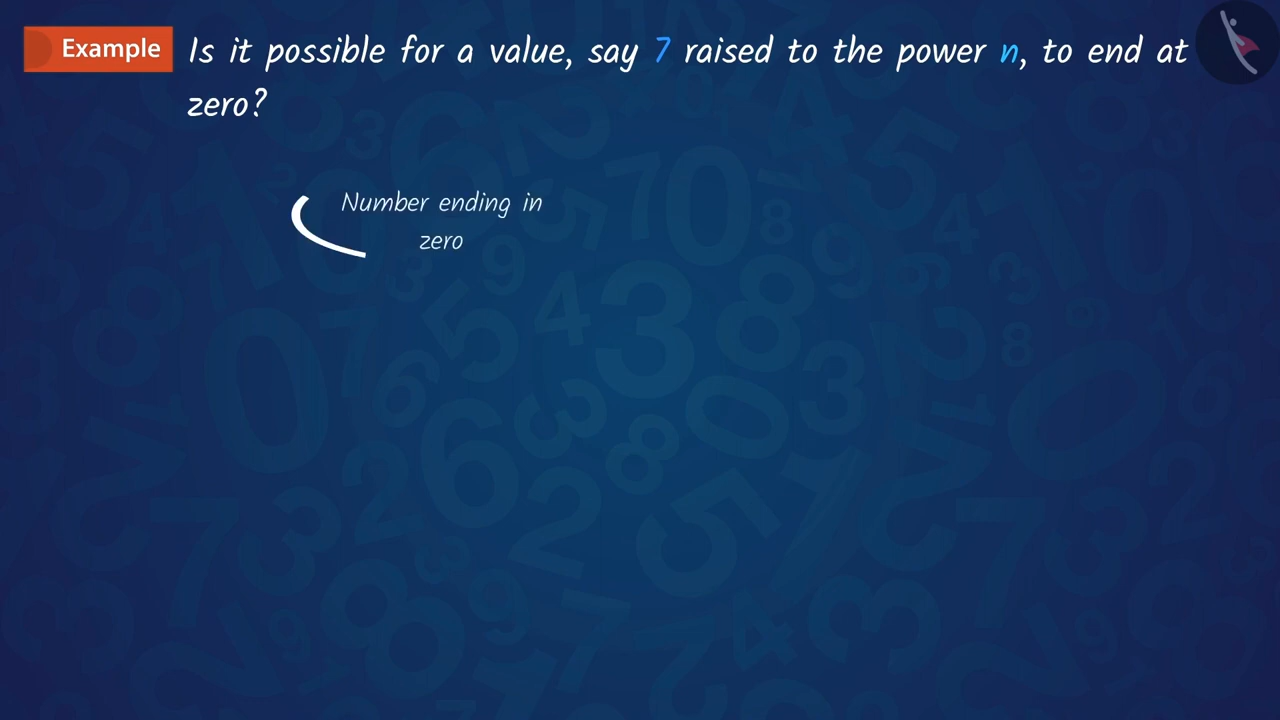 Example
Is it possible for a value, say 7 raised to the power n, to end at
zero?
Number ending in
zero